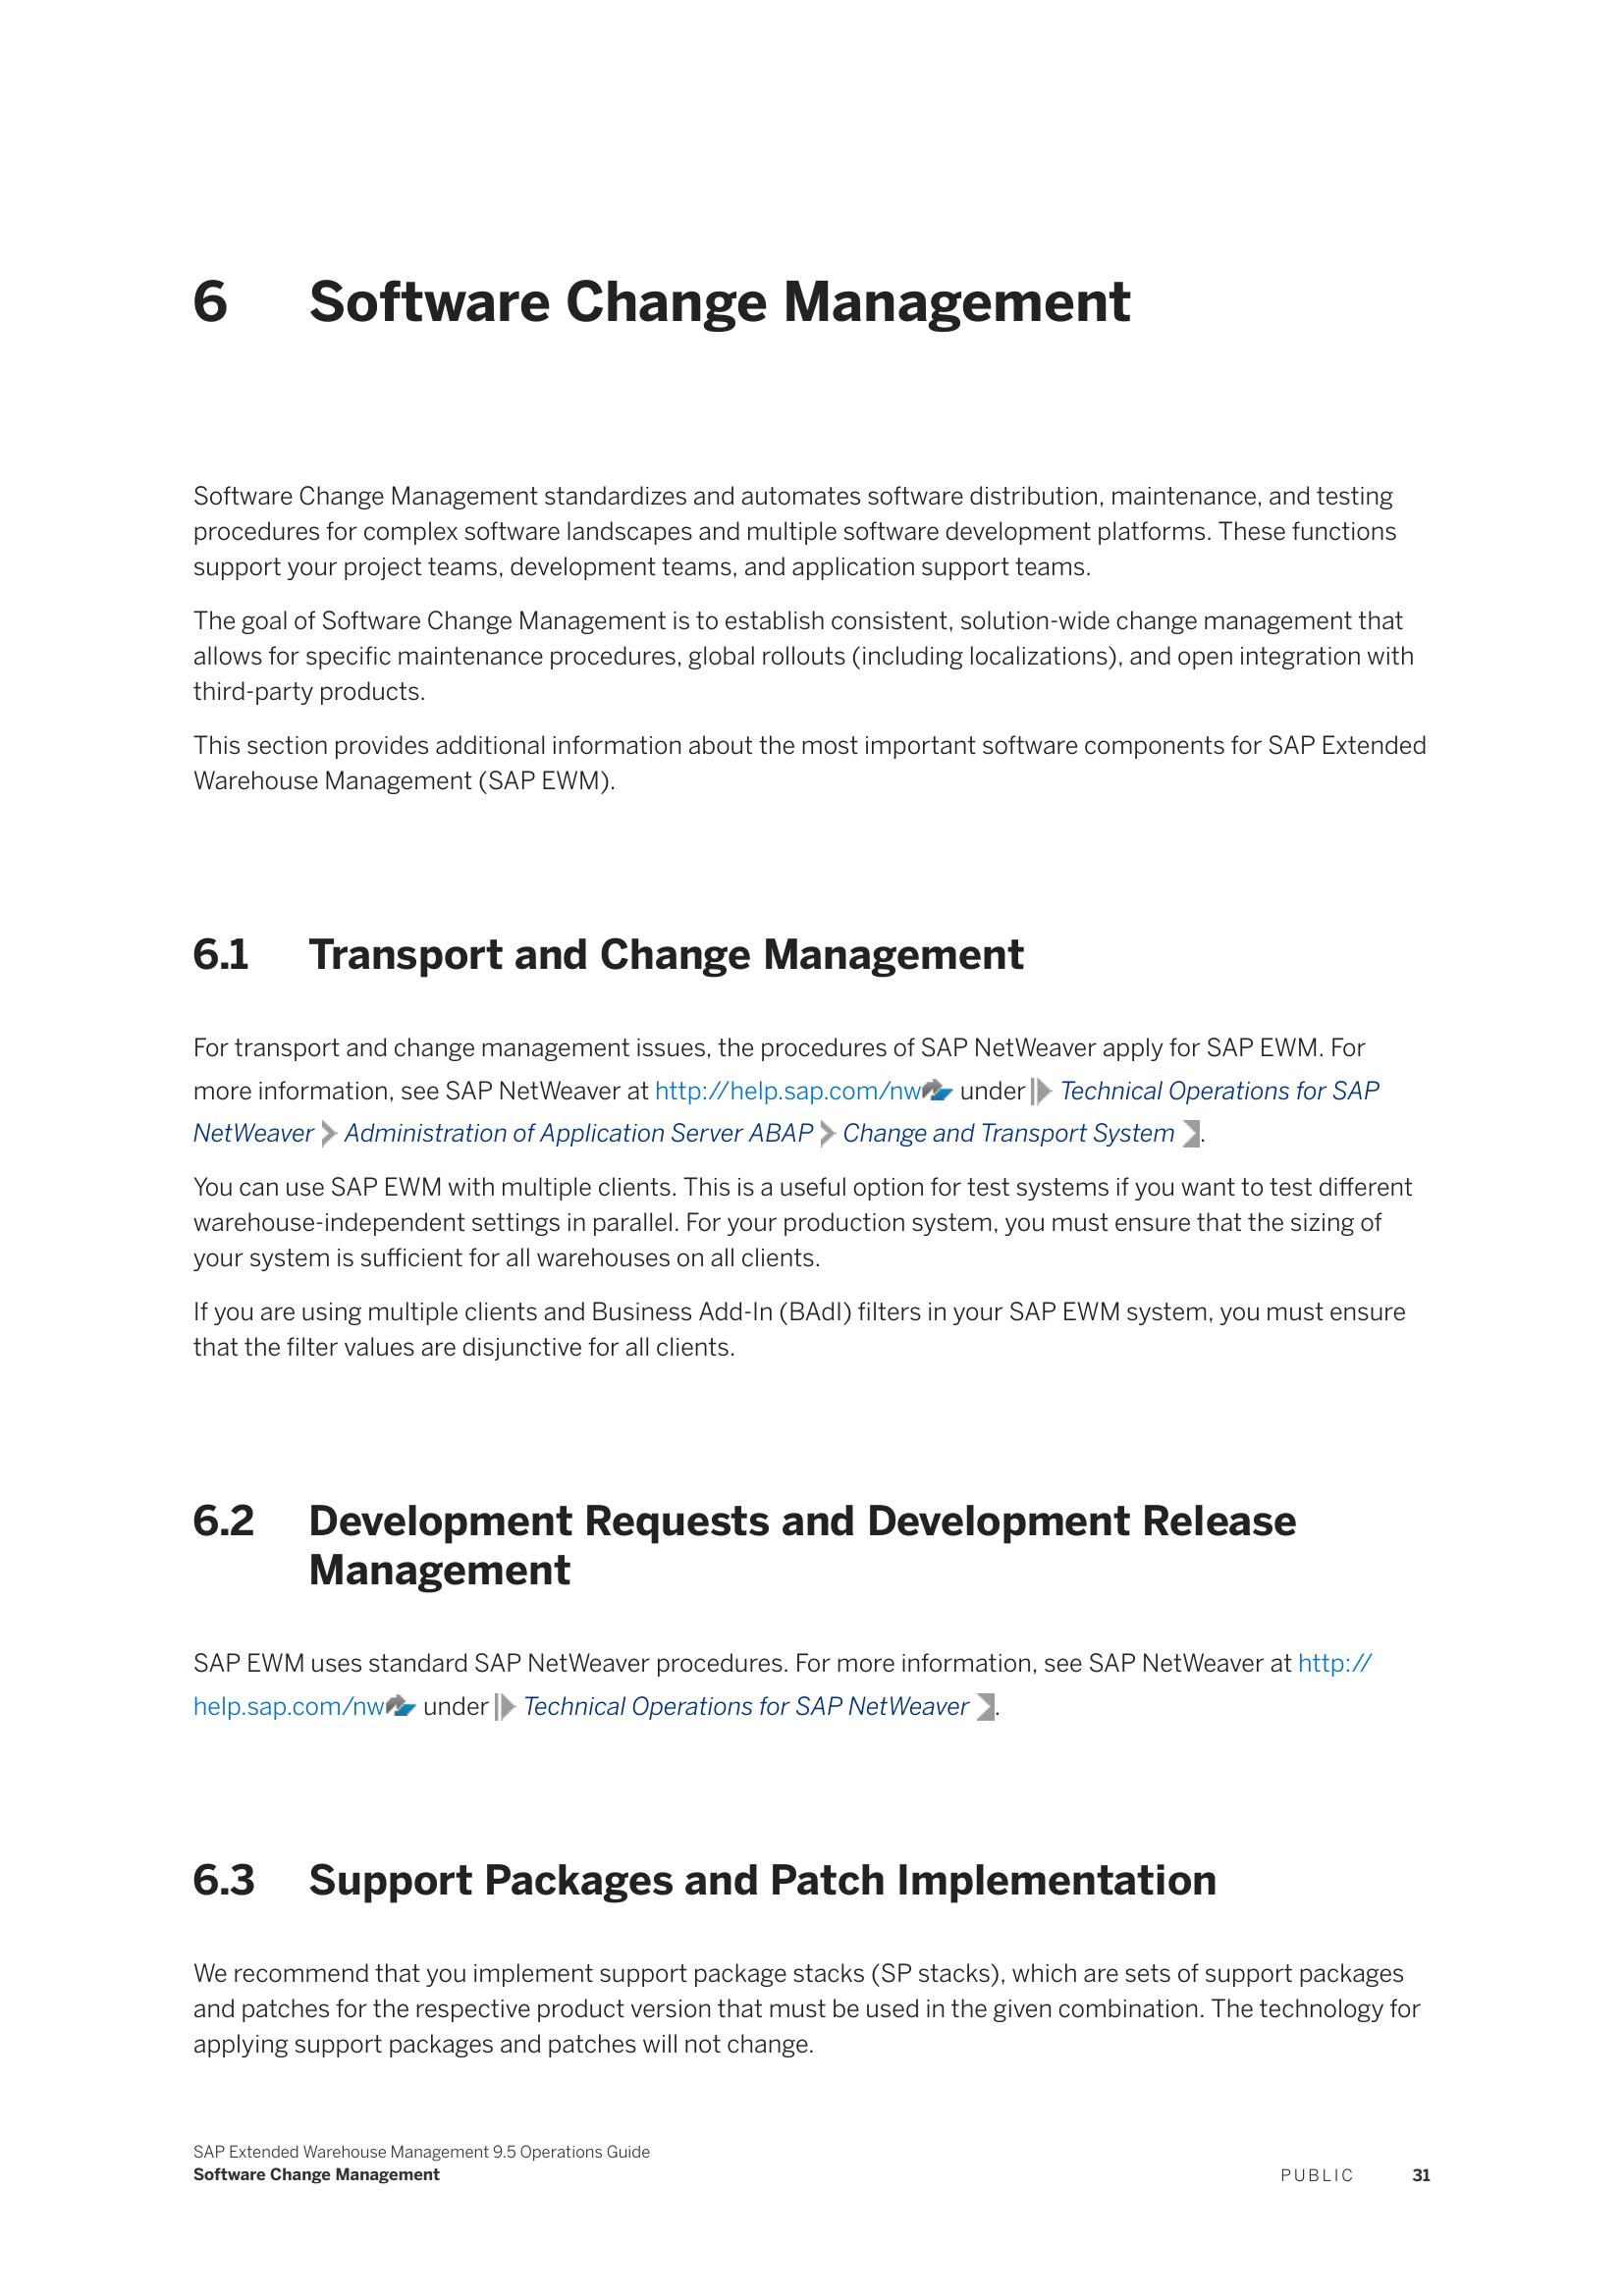 6 Software Change Management
Software Change Management standardizes and automates software distribution, maintenance, and testing
procedures for complex software landscapes and multiple software development platforms. These functions
support your project teams, development teams, and application support teams.
The goal of Software Change Management is to establish consistent, solution-wide change management that
allows for specific maintenance procedures, global rollouts (including localizations), and open integration with
third-party products.
This section provides additional information about the most important software components for SAP Extended
Warehouse Management (SAP EWM).
6.1 Transport and Change Management
For transport and change management issues, the procedures of SAP NetWeaver apply for SAP EWM. For
more information, see SAP NetWeaver at http://help.sap.com/nw under Technical Operations for SAP
NetWeaver Administration of Application Server ABAP Change and Transport System .
You can use SAP EWM with multiple clients. This is a useful option for test systems if you want to test different
warehouse-independent settings in parallel. For your production system, you must ensure that the sizing of
your system is sufficient for all warehouses on all clients.
If you are using multiple clients and Business Add-In (BAdI) filters in your SAP EWM system, you must ensure
that the filter values are disjunctive for all clients.
6.2 Development Requests and Development Release
Management
SAP EWM uses standard SAP NetWeaver procedures. For more information, see SAP NetWeaver at http://
help.sap.com/nw under Technical Operations for SAP NetWeaver .
6.3 Support Packages and Patch Implementation
We recommend that you implement support package stacks (SP stacks), which are sets of support packages
and patches for the respective product version that must be used in the given combination. The technology for
applying support packages and patches will not change.
SAP Extended Warehouse Management 9.5 Operations Guide
Software Change Management PUBLIC 31